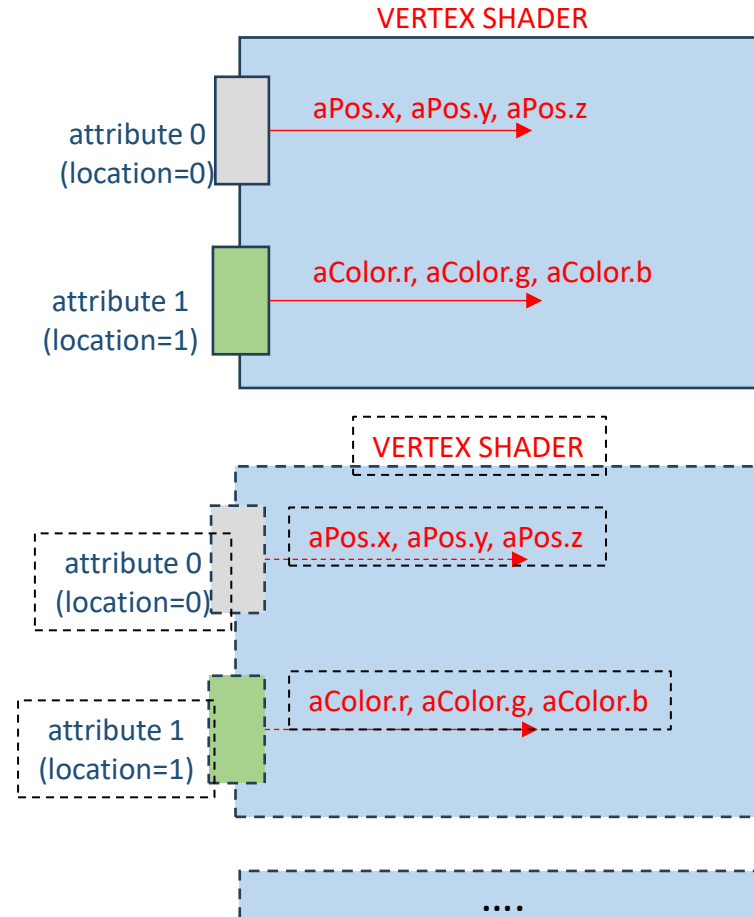 VERTEX SHADER
aPos.x, aPos.y, aPos.z
attribute 0
(location=0)
aColor.r, aColor.g, aColor.b
attribute 1
(location=1)
VERTEX SHADER
aPos.x, aPos.y, aPos.z
attribute 0
(location=0)
aColor.r, aColor.g, aColor.b
attribute 1
(location=1)
....